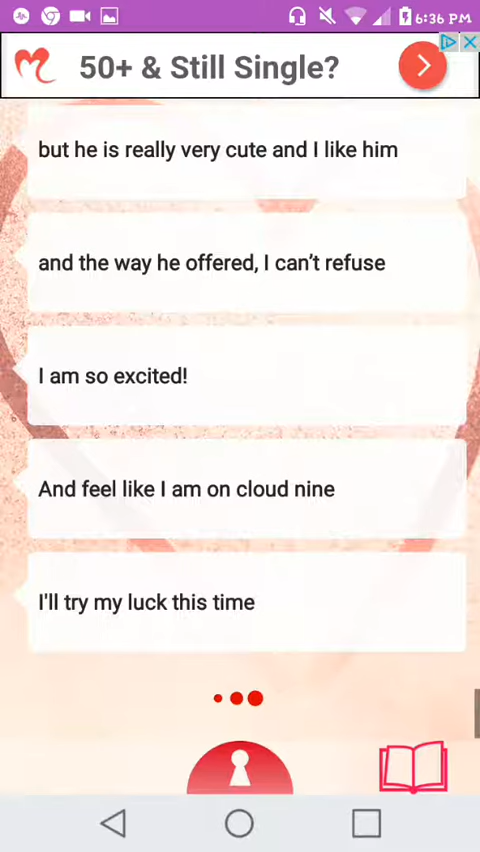 6:36 PM
50+ & Still Single?
but he is really very cute and I like him
and the way he offered, I can't refuse
I am so excited!
And feel like I am on cloud nine
I'll try my luck this time